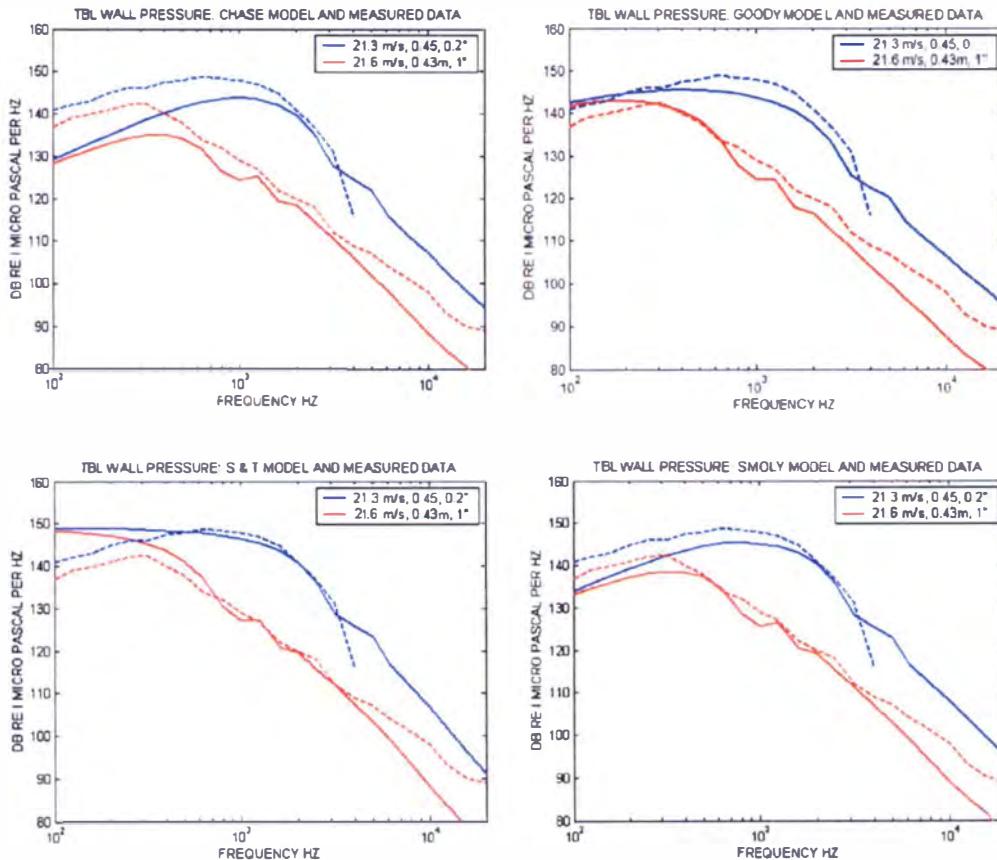 TBL WALL PRESSURE: CHASE MODEL AND MEASURED DATA
160
150
140
130
120
110
100
90
80
DB RE I MICRO PASCAL PER HZ
21.3 m/s, 0.45, 0.2"
21.6 m/s, 0.43m, 1"
10²
10³
10⁴
FREQUENCY HZ
TBL WALL PRESSURE: GOODY MODEL AND MEASURED DATA
160
150
140
130
120
110
100
90
80
DB RE I MICRO PASCAL PER HZ
21.3 m/s, 0.45, 0
21.6 m/s, 0.43m, 1"
10²
10³
10⁴
FREQUENCY HZ
TBL WALL PRESSURE: S & T MODEL AND MEASURED DATA
160
150
140
130
120
110
100
90
80
DB RE I MICRO PASCAL PER HZ
21.3 m/s, 0.45, 0.2"
21.6 m/s, 0.43m, 1"
10²
10³
10⁴
FREQUENCY HZ
TBL WALL PRESSURE: SMOLY MODEL AND MEASURED DATA
160
150
140
130
120
110
100
90
80
DB RE I MICRO PASCAL PER HZ
21.3 m/s, 0.45, 0.2"
21.6 m/s, 0.43m, 1"
10²
10³
10⁴
FREQUENCY HZ